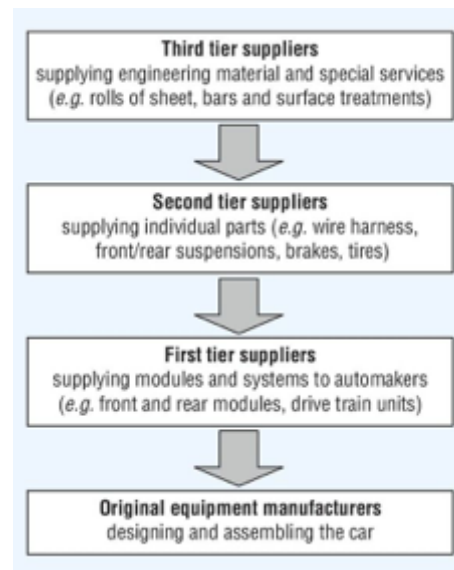 Third tier suppliers
supplying engineering material and special services
(e.g. rolls of sheet, bars and surface treatments)
Second tier suppliers
supplying individual parts (e.g. wire harness,
front/rear suspensions, brakes, tires)
First tier suppliers
supplying modules and systems to automakers
(e.g. front and rear modules, drive train units)
Original equipment manufacturers
designing and assembling the car